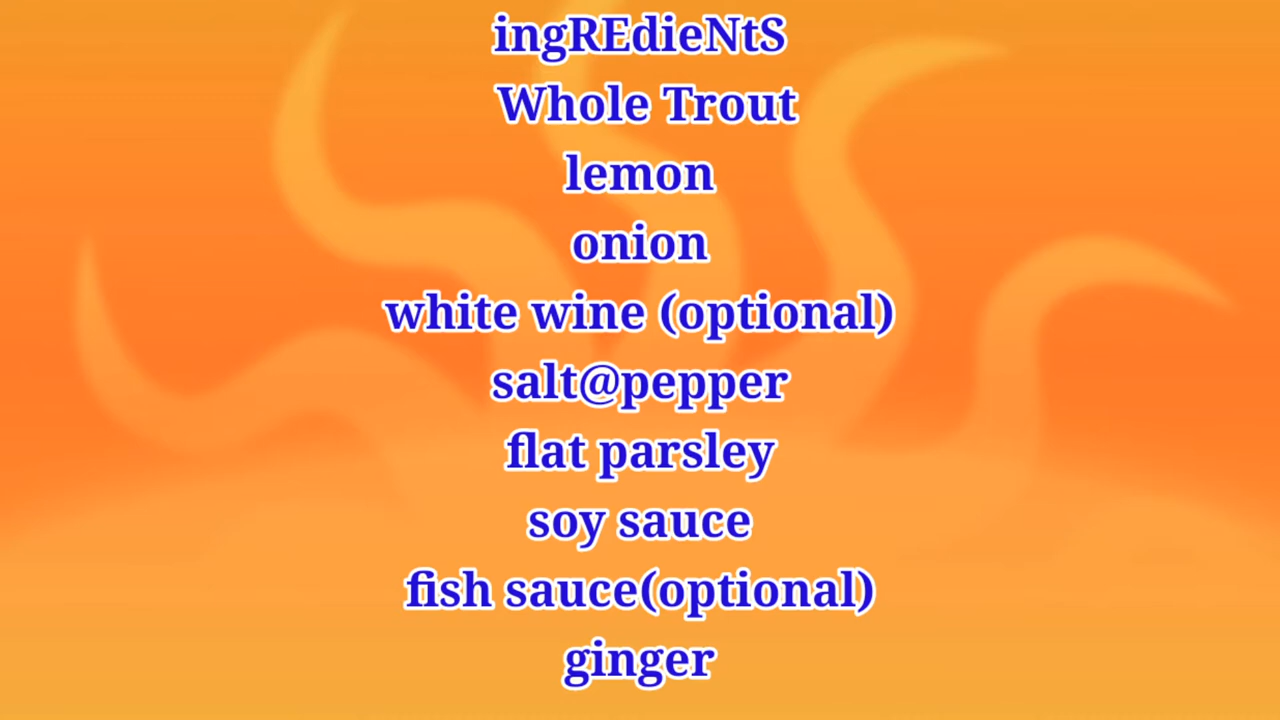 ingREdieNtS
Whole Trout
lemon
onion
white wine (optional)
salt@pepper
flat parsley
soy sauce
fish sauce(optional)
ginger